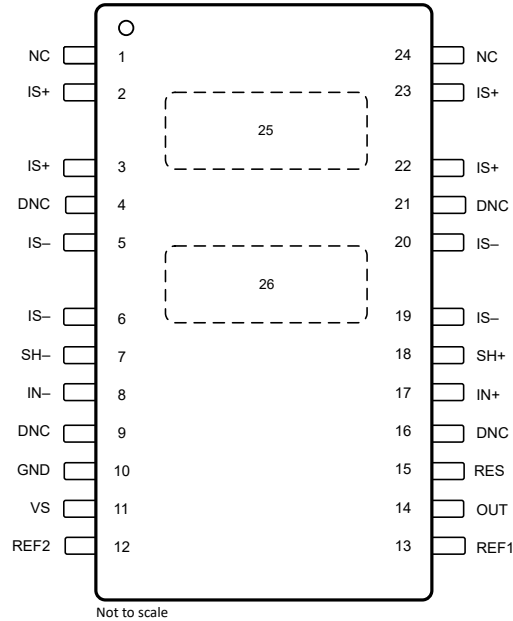 NC 1 24 NC
IS+ 2 23 IS+
25
IS+ 3 22 IS+
DNC 4 21 DNC
IS– 5 20 IS–
26
IS– 6 19 IS–
SH– 7 18 SH+
IN– 8 17 IN+
DNC 9 16 DNC
GND 10 15 RES
VS 11 14 OUT
REF2 12 13 REF1
Not to scale